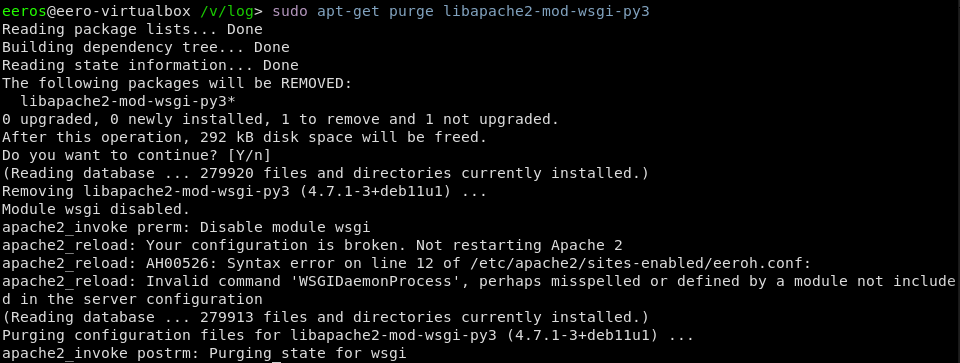 eeros@eero-virtualbox /v/log> sudo apt-get purge libapache2-mod-wsgi-py3
Reading package lists... Done
Building dependency tree... Done
Reading state information... Done
The following packages will be REMOVED:
  libapache2-mod-wsgi-py3*
0 upgraded, 0 newly installed, 1 to remove and 1 not upgraded.
After this operation, 292 kB disk space will be freed.
Do you want to continue? [Y/n]
(Reading database ... 279920 files and directories currently installed.)
Removing libapache2-mod-wsgi-py3 (4.7.1-3+deb11u1) ...
Module wsgi disabled.
apache2_invoke prerm: Disable module wsgi
apache2_reload: Your configuration is broken. Not restarting Apache 2
apache2_reload: AH00526: Syntax error on line 12 of /etc/apache2/sites-enabled/eeroh.conf:
apache2_reload: Invalid command 'WSGIDaemonProcess', perhaps misspelled or defined by a module not include
d in the server configuration
(Reading database ... 279913 files and directories currently installed.)
Purging configuration files for libapache2-mod-wsgi-py3 (4.7.1-3+deb11u1) ...
apache2_invoke postrm: Purging state for wsgi